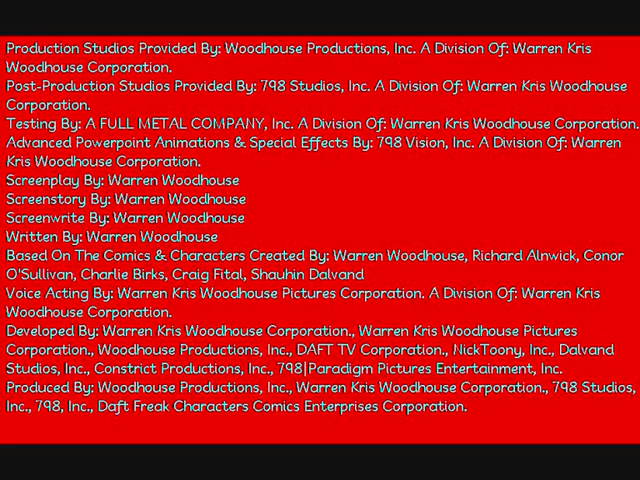 Production Studios Provided By: Woodhouse Productions, Inc. A Division Of: Warren Kris
Woodhouse Corporation.
Post-Production Studios Provided By: 798 Studios, Inc. A Division Of: Warren Kris Woodhouse
Corporation.
Testing By: A FULL METAL COMPANY, Inc. A Division Of: Warren Kris Woodhouse Corporation.
Advanced Powerpoint Animations & Special Effects By: 798 Vision, Inc. A Division Of: Warren
Kris Woodhouse Corporation.
Screenplay By: Warren Woodhouse
Screenstory By: Warren Woodhouse
Screenwrite By: Warren Woodhouse
Written By: Warren Woodhouse
Based On The Comics & Characters Created By: Warren Woodhouse, Richard Alnwick, Conor
O'Sullivan, Charlie Birks, Craig Fital, Shauhin Dalvand
Voice Acting By: Warren Kris Woodhouse Pictures Corporation. A Division Of: Warren Kris
Woodhouse Corporation.
Developed By: Warren Kris Woodhouse Corporation., Warren Kris Woodhouse Pictures
Corporation., Woodhouse Productions, Inc., DAFT TV Corporation., NickToony, Inc., Dalvand
Studios, Inc., Constrict Productions, Inc., 798|Paradigm Pictures Entertainment, Inc.
Produced By: Woodhouse Productions, Inc., Warren Kris Woodhouse Corporation., 798 Studios,
Inc., 798, Inc., Daft Freak Characters Comics Enterprises Corporation.